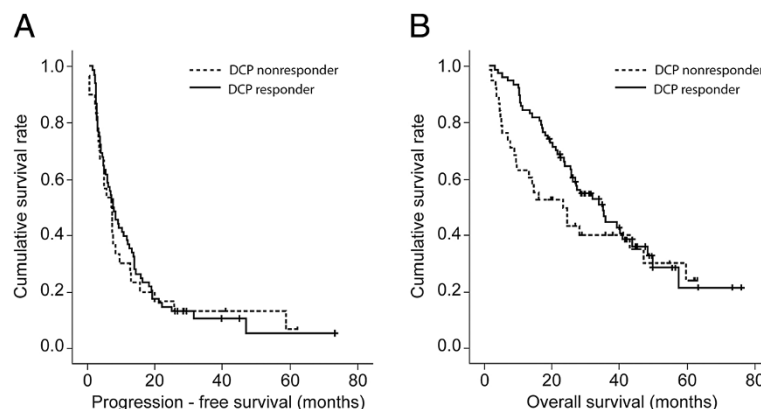 A
DCP nonresponder
DCP responder
Cumulative survival rate
1.0
0.8
0.6
0.4
0.2
0.0
0 20 40 60 80
Progression - free survival (months)
B
DCP nonresponder
DCP responder
Cumulative survival rate
1.0
0.8
0.6
0.4
0.2
0.0
0 20 40 60 80
Overall survival (months)